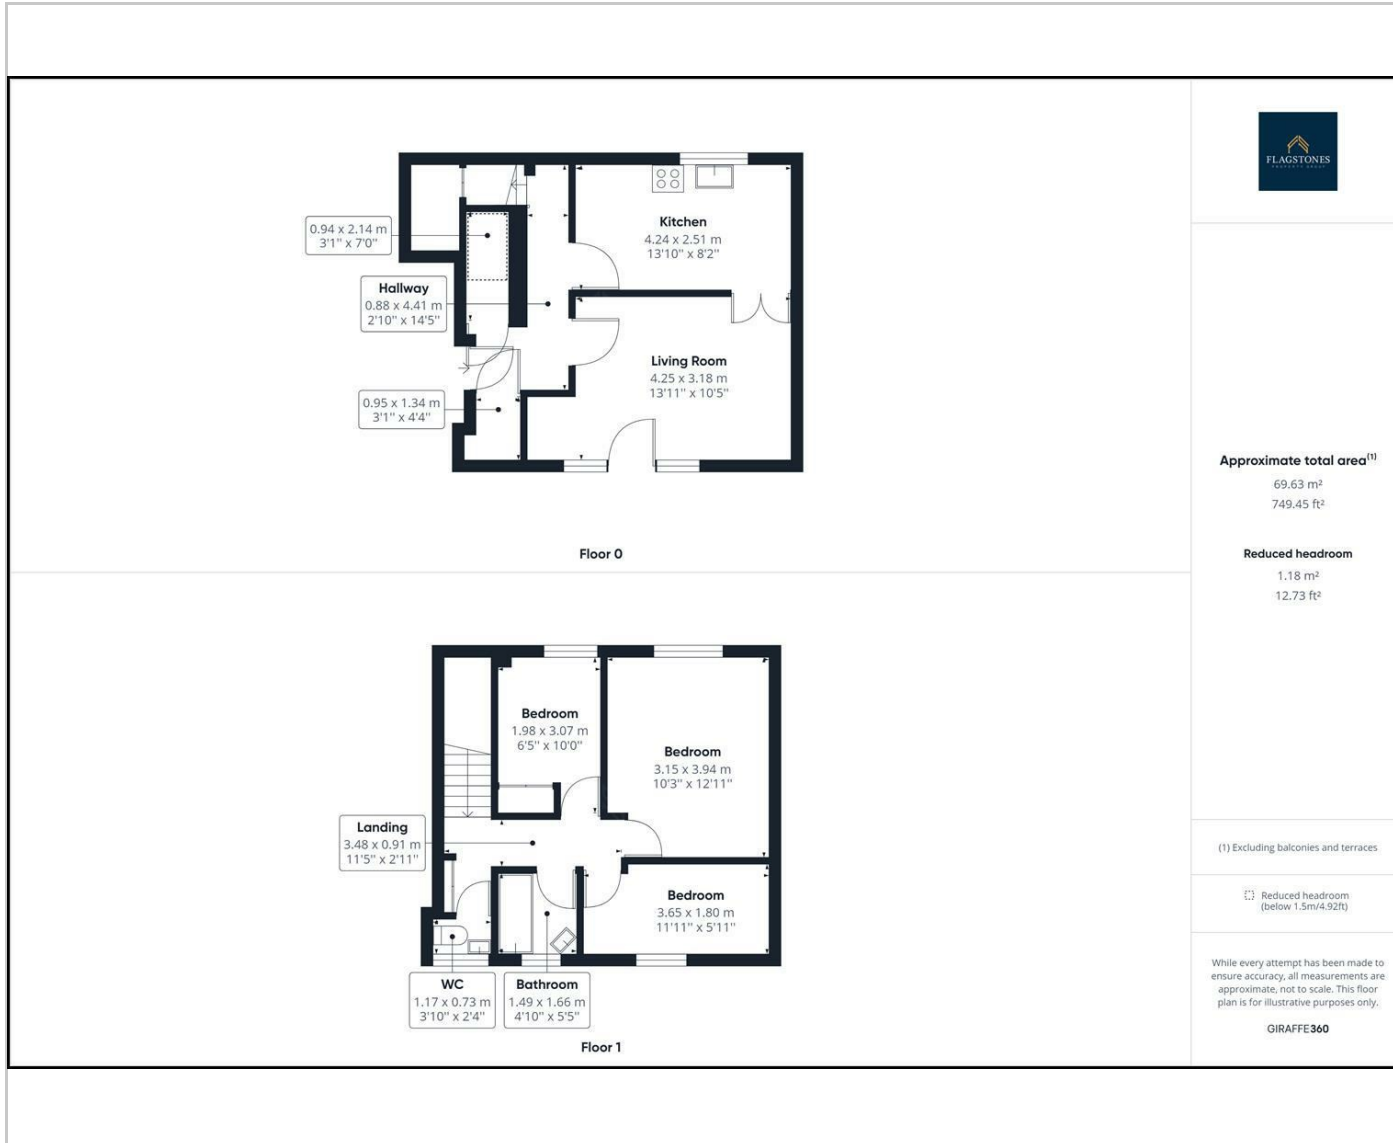 FLAGSTONES
PROPERTY GROUP
0.94 x 2.14 m
3'1" x 7'0"
Hallway
0.88 x 4.41 m
2'10" x 14'5"
0.95 x 1.34 m
3'1" x 4'4"
Kitchen
4.24 x 2.51 m
13'10" x 8'2"
Living Room
4.25 x 3.18 m
13'11" x 10'5"
Floor 0
Approximate total area(1)
69.63 m²
749.45 ft²
Reduced headroom
1.18 m²
12.73 ft²
Bedroom
1.98 x 3.07 m
6'5" x 10'0"
Bedroom
3.15 x 3.94 m
10'3" x 12'11"
Landing
3.48 x 0.91 m
11'5" x 2'11"
Bedroom
3.65 x 1.80 m
11'11" x 5'11"
WC
1.17 x 0.73 m
3'10" x 2'4"
Bathroom
1.49 x 1.66 m
4'10" x 5'5"
Floor 1
(1) Excluding balconies and terraces
Reduced headroom
(below 1.5m/4.92ft)
While every attempt has been made to
ensure accuracy, all measurements are
approximate, not to scale. This floor
plan is for illustrative purposes only.
GIRAFFE360